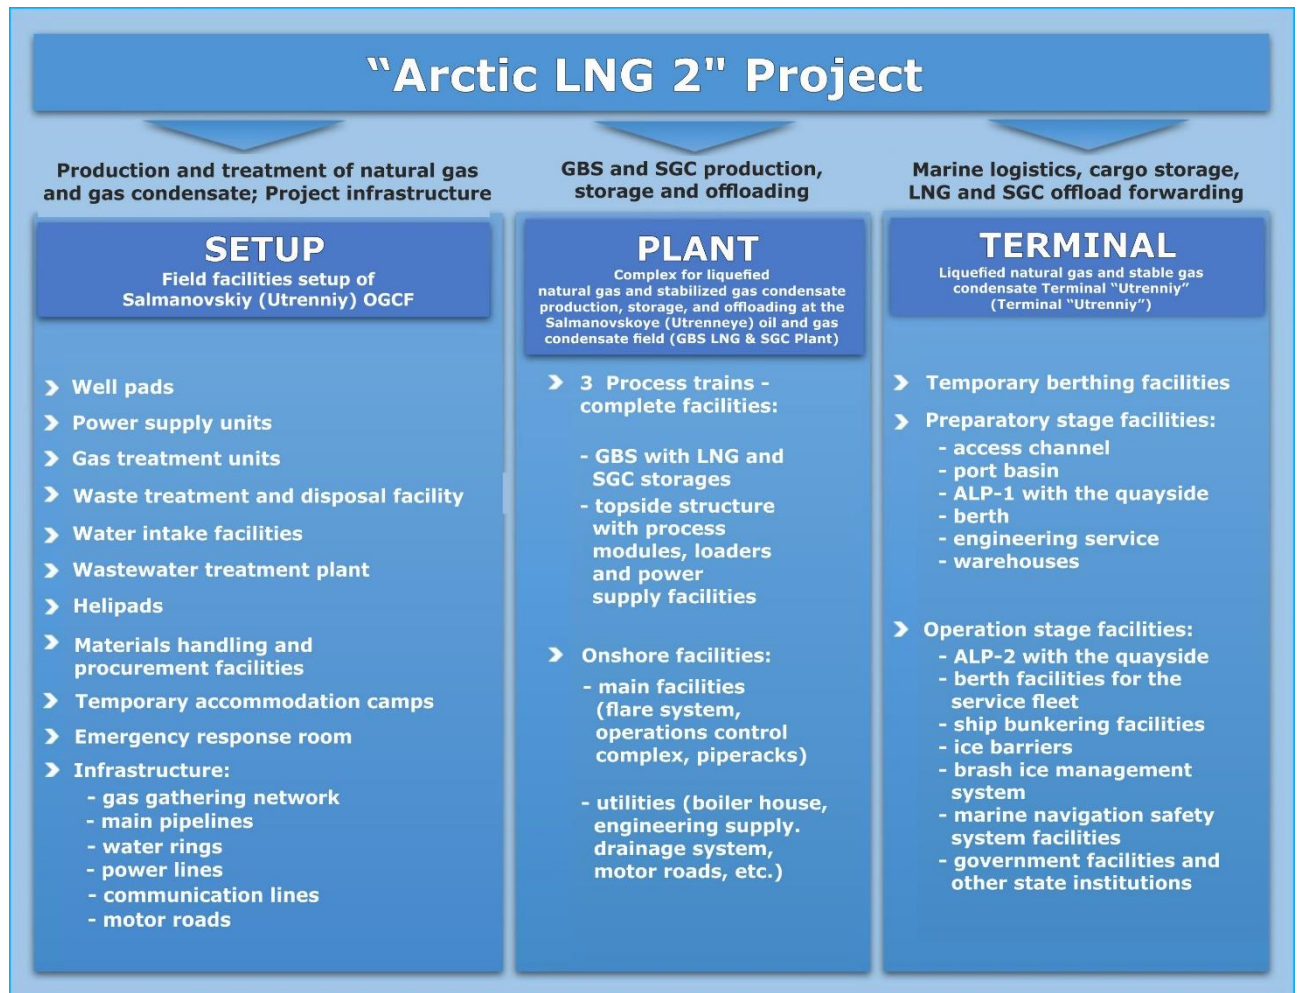 “Arctic LNG 2" Project
Production and treatment of natural gas
and gas condensate; Project infrastructure
SETUP
Field facilities setup of
Salmanovskiy (Utrenniy) OGCF
Well pads
Power supply units
Gas treatment units
Waste treatment and disposal facility
Water intake facilities
Wastewater treatment plant
Helipads
Materials handling and
procurement facilities
Temporary accommodation camps
Emergency response room
Infrastructure:
- gas gathering network
- main pipelines
- water rings
- power lines
- communication lines
- motor roads
GBS and SGC production,
storage and offloading
PLANT
Complex for liquefied
natural gas and stabilized gas condensate
production, storage, and offloading at the
Salmanovskoye (Utrenneye) oil and gas
condensate field (GBS LNG & SGC Plant)
3 Process trains -
complete facilities:
- GBS with LNG and
SGC storages
- topside structure
with process
modules, loaders
and power
supply facilities
Onshore facilities:
- main facilities
(flare system,
operations control
complex, piperacks)
- utilities (boiler house,
engineering supply.
drainage system,
motor roads, etc.)
Marine logistics, cargo storage,
LNG and SGC offload forwarding
TERMINAL
Liquefied natural gas and stable gas
condensate Terminal “Utrenniy”
(Terminal “Utrenniy”)
Temporary berthing facilities
Preparatory stage facilities:
- access channel
- port basin
- ALP-1 with the quayside
- berth
- engineering service
- warehouses
Operation stage facilities:
- ALP-2 with the quayside
- berth facilities for the
service fleet
- ship bunkering facilities
- ice barriers
- brash ice management
system
- marine navigation safety
system facilities
- government facilities and
other state institutions